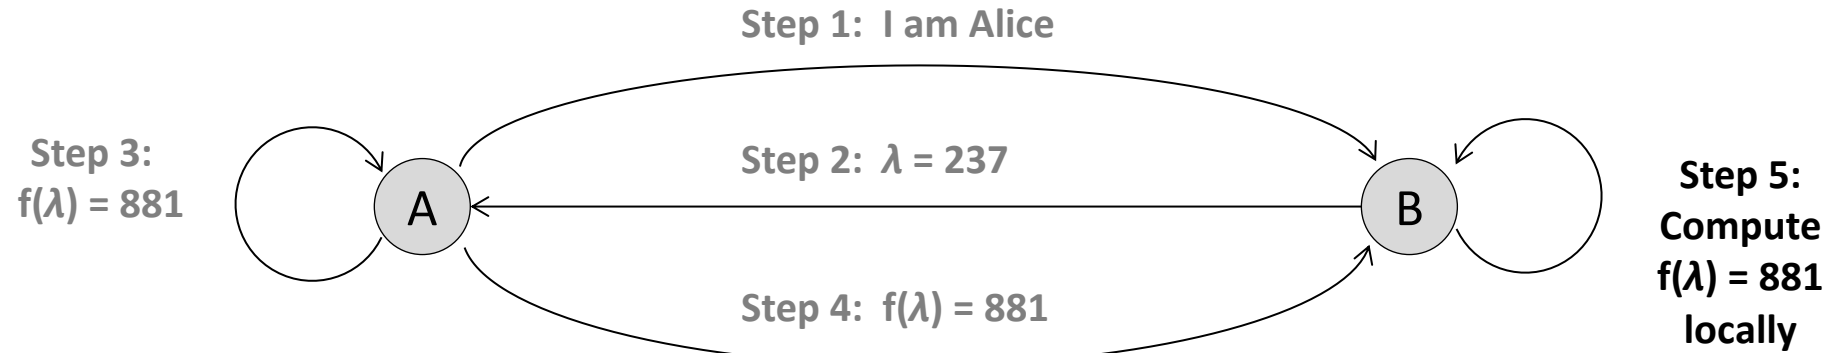 Step 1: I am Alice
Step 3:
f(λ) = 881
Step 2: λ = 237
A
B
Step 4: f(λ) = 881
Step 5:
Compute
f(λ) = 881
locally